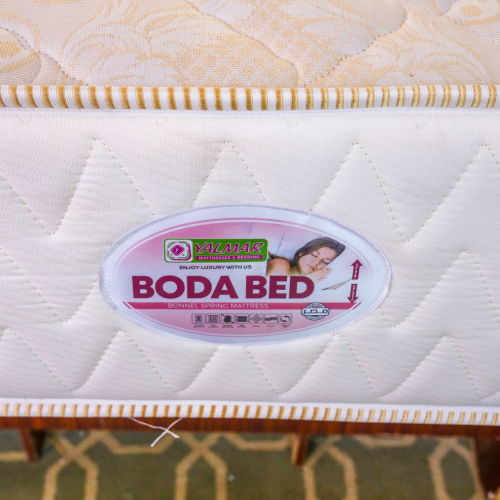 YALMAR
MATTRESSES & BEDDING
ENJOY LUXURY WITH US
BODA BED
BONNEL SPRING MATTRESS